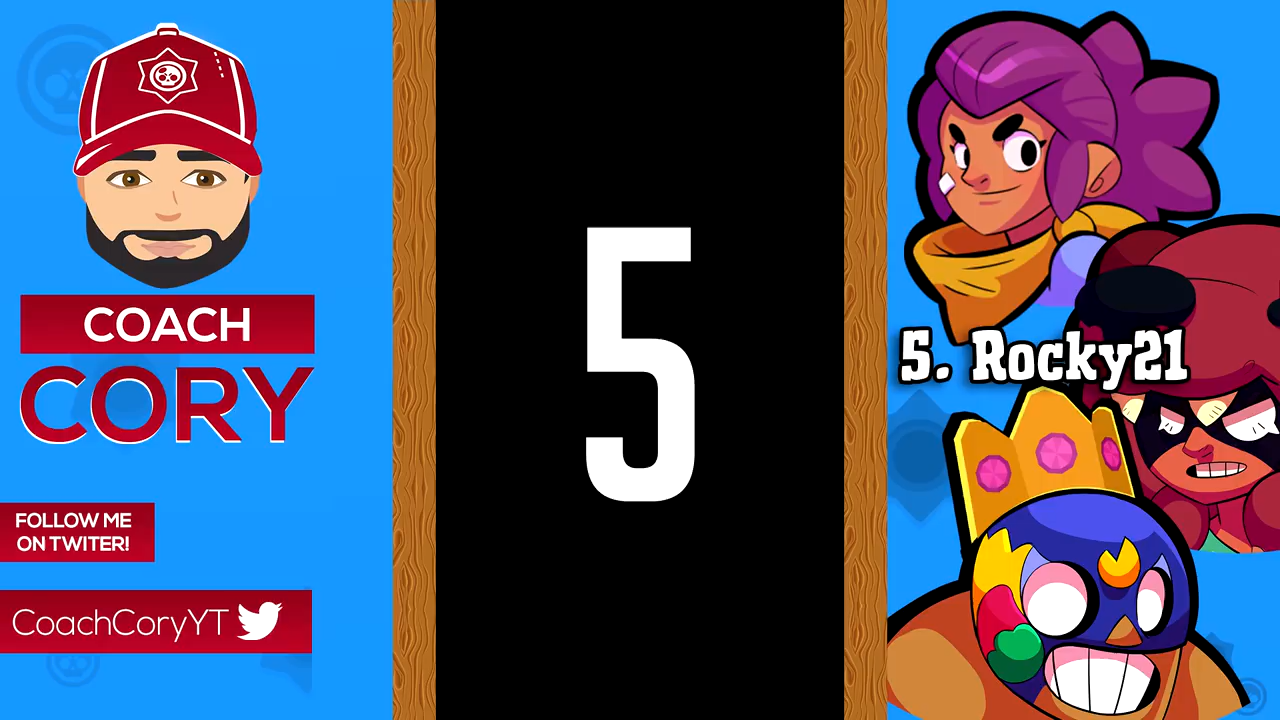 COACH
CORY
FOLLOW ME
ON TWITER!
CoachCoryYT
5
5. Rocky21